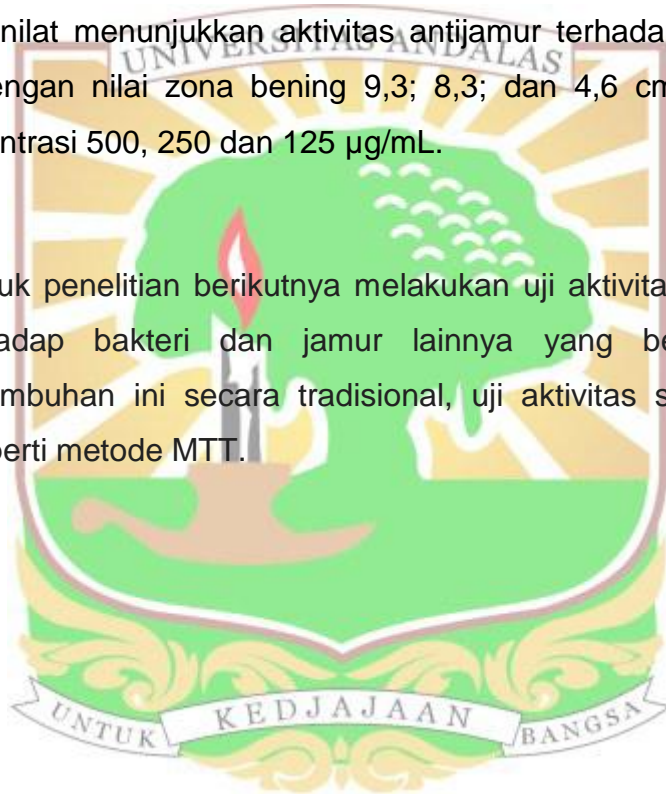 nilat menunjukkan aktivitas antijamur terhada
UNIVERSITAS ANDALAS
engan nilai zona bening 9,3; 8,3; dan 4,6 cm
ntrasi 500, 250 dan 125 µg/mL.
uk penelitian berikutnya melakukan uji aktivita
adap bakteri dan jamur lainnya yang be
mbuhan ini secara tradisional, uji aktivitas s
perti metode MTT.
UNTUK KEDJAJAAN BANGSA